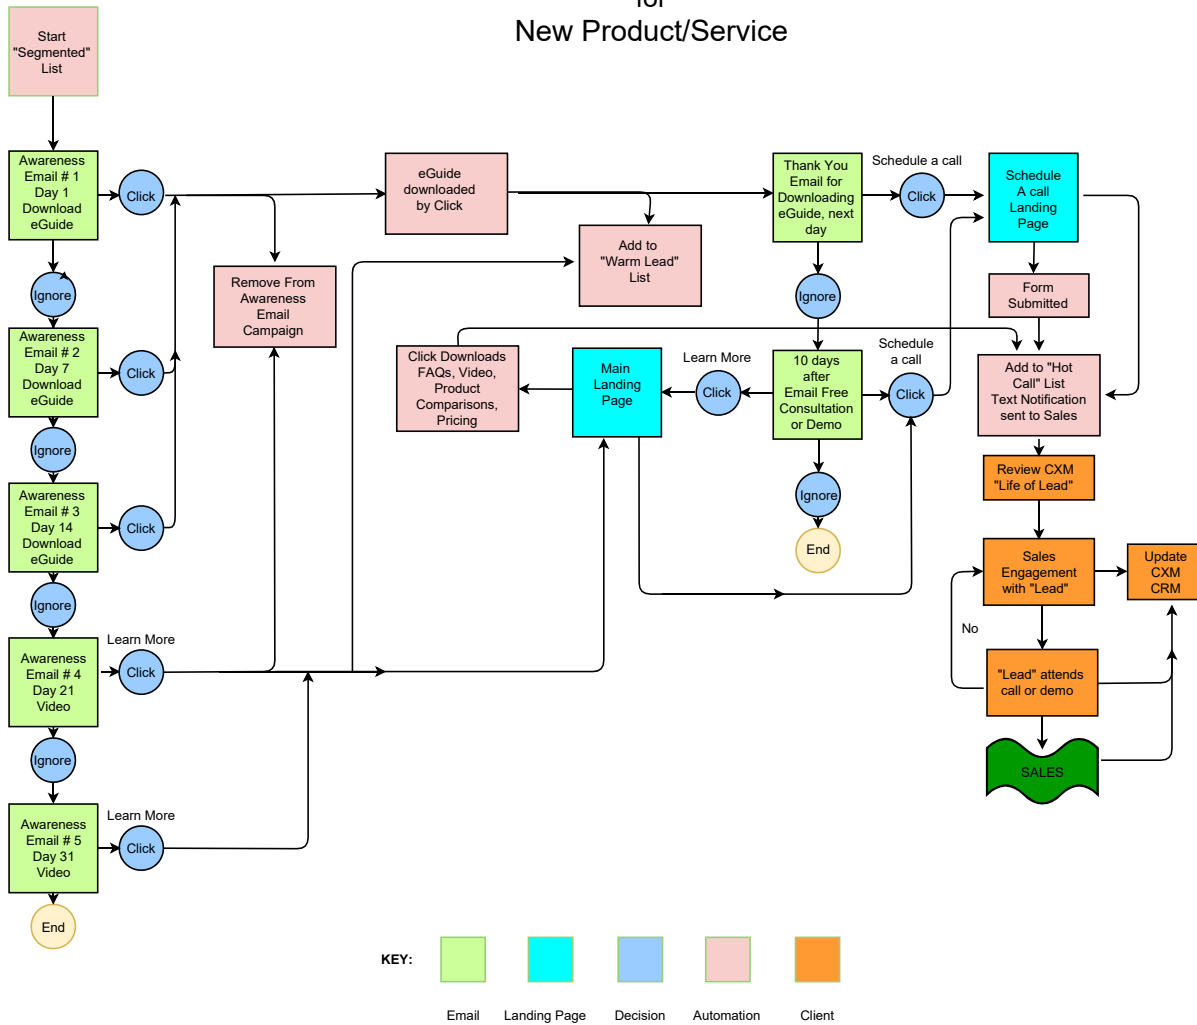 for
New Product/Service
Start
"Segmented"
List
Awareness
Email # 1
Day 1
Download
eGuide
Click
Ignore
Awareness
Email # 2
Day 7
Download
eGuide
Click
Ignore
Awareness
Email # 3
Day 14
Download
eGuide
Click
Ignore
Awareness
Email # 4
Day 21
Video
Learn More
Click
Ignore
Awareness
Email # 5
Day 31
Video
Learn More
Click
End
Remove From
Awareness
Email
Campaign
eGuide
downloaded
by Click
Add to
"Warm Lead"
List
Click Downloads
FAQs, Video,
Product
Comparisons,
Pricing
Main
Landing
Page
Learn More
Click
Thank You
Email for
Downloading
eGuide, next
day
Schedule a call
Click
Ignore
10 days
after
Email Free
Consultation
or Demo
Schedule
a call
Click
Ignore
End
Schedule
A call
Landing
Page
Form
Submitted
Add to "Hot
Call" List
Text Notification
sent to Sales
Review CXM
"Life of Lead"
Sales
Engagement
with "Lead"
Update
CXM
CRM
No
"Lead" attends
call or demo
SALES
KEY:
Email
Landing Page
Decision
Automation
Client